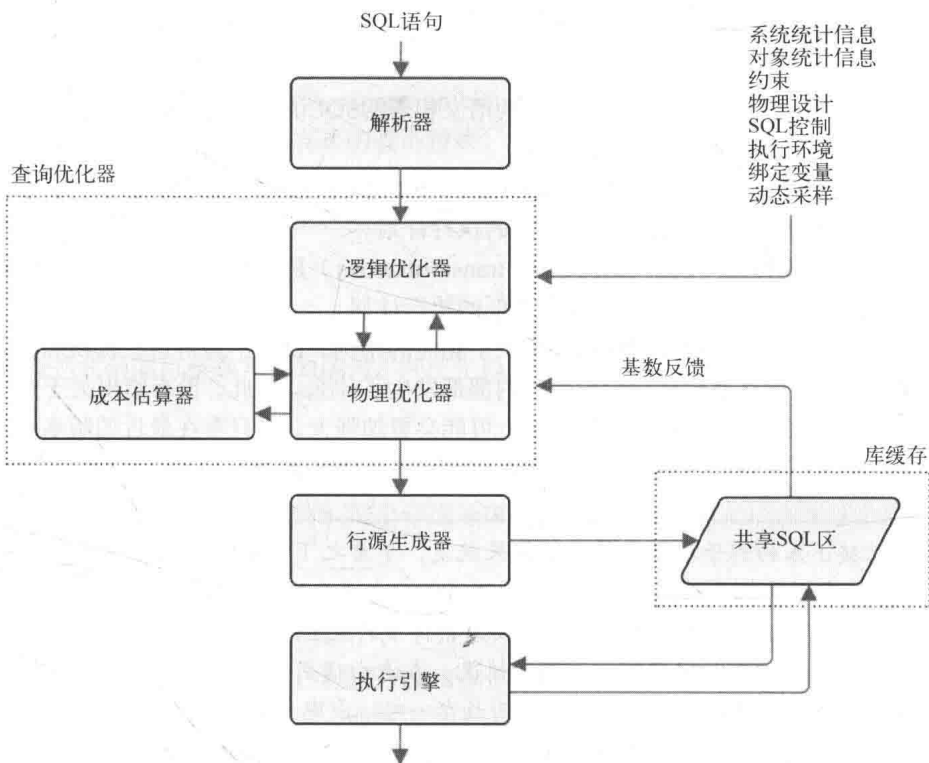 SQL语句
系统统计信息
对象统计信息
约束
物理设计
SQL控制
执行环境
绑定变量
动态采样
解析器
查询优化器
逻辑优化器
成本估算器
物理优化器
基数反馈
库缓存
行源生成器
共享SQL区
执行引擎